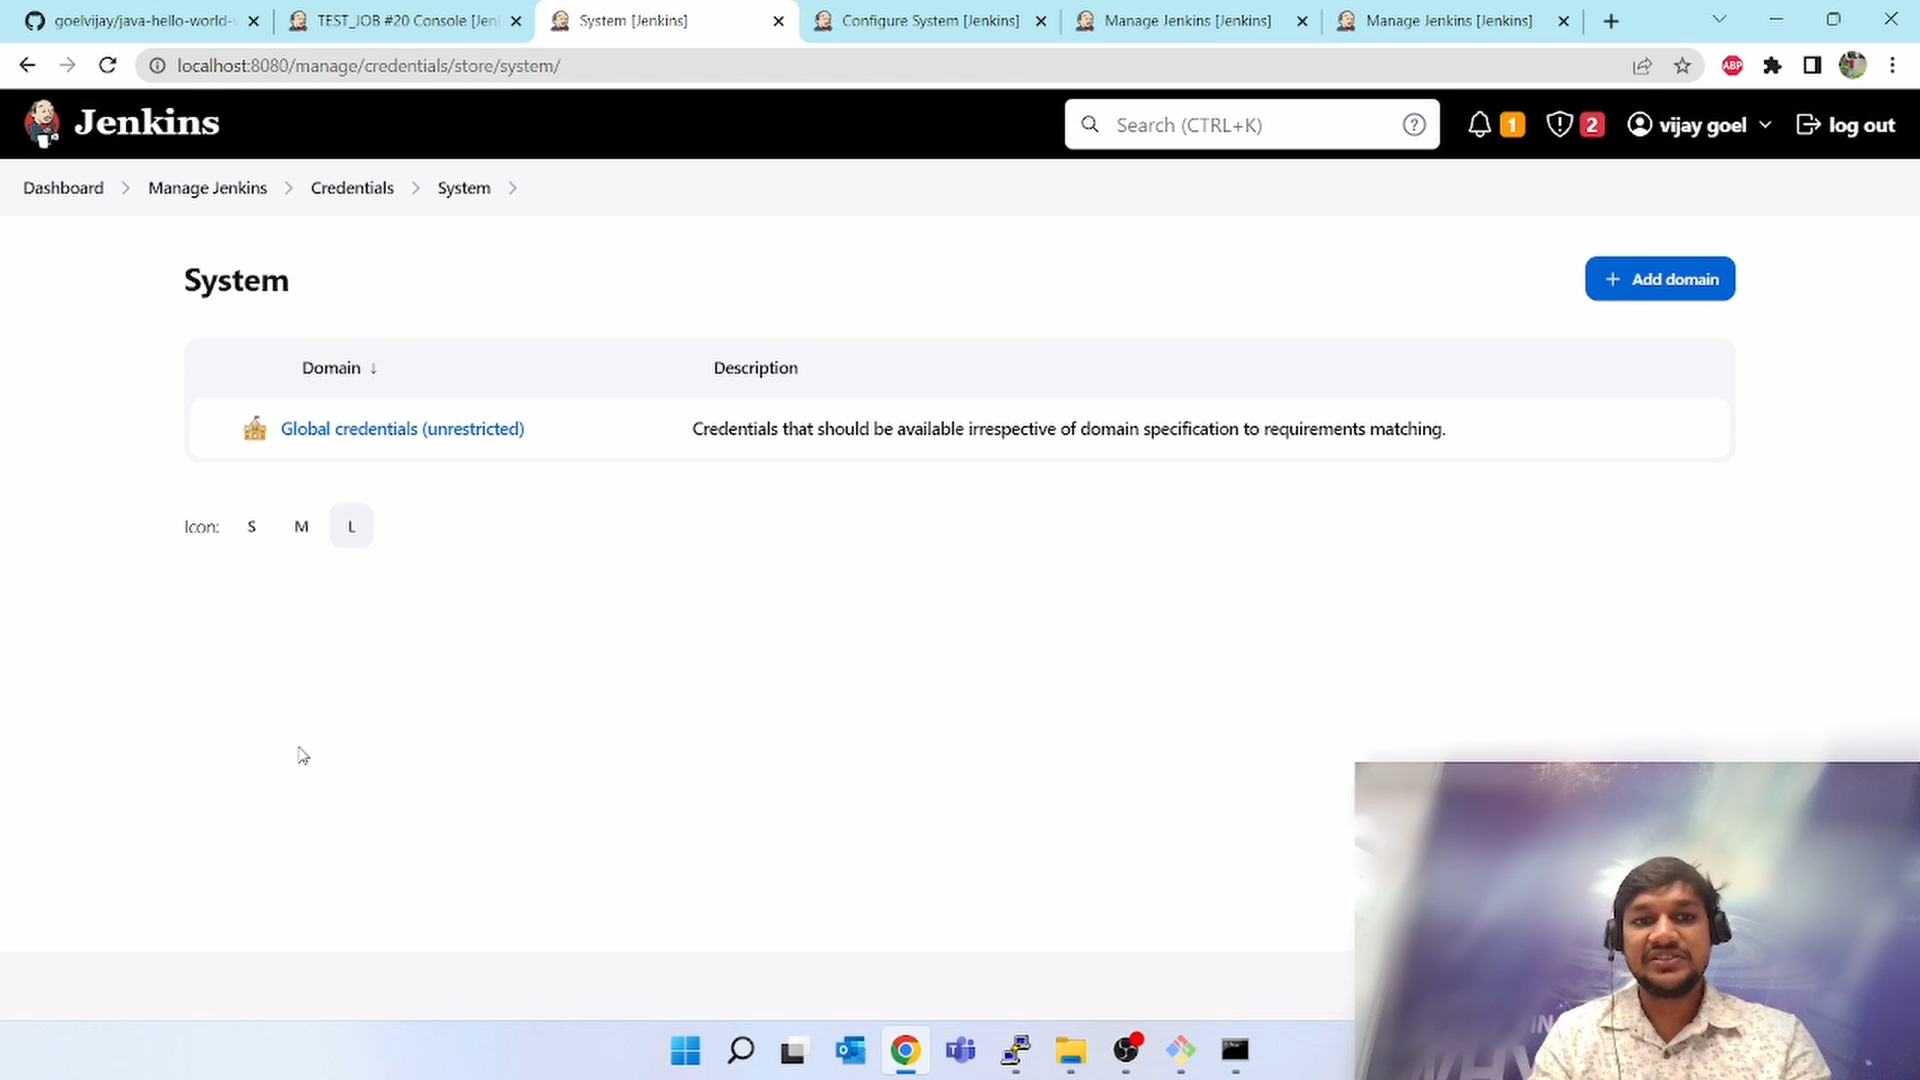 goelvijay/java-hello-world-
TEST_JOB #20 Console [Jen
System [Jenkins]
Configure System [Jenkins]
Manage Jenkins [Jenkins]
Manage Jenkins [Jenkins]
localhost:8080/manage/credentials/store/system/
ABP
Jenkins
Search (CTRL+K)
1
2
vijay goel
log out
Dashboard
Manage Jenkins
Credentials
System
System
Add domain
Domain ↓
Description
Global credentials (unrestricted)
Credentials that should be available irrespective of domain specification to requirements matching.
Icon: S M L
IN
WHY